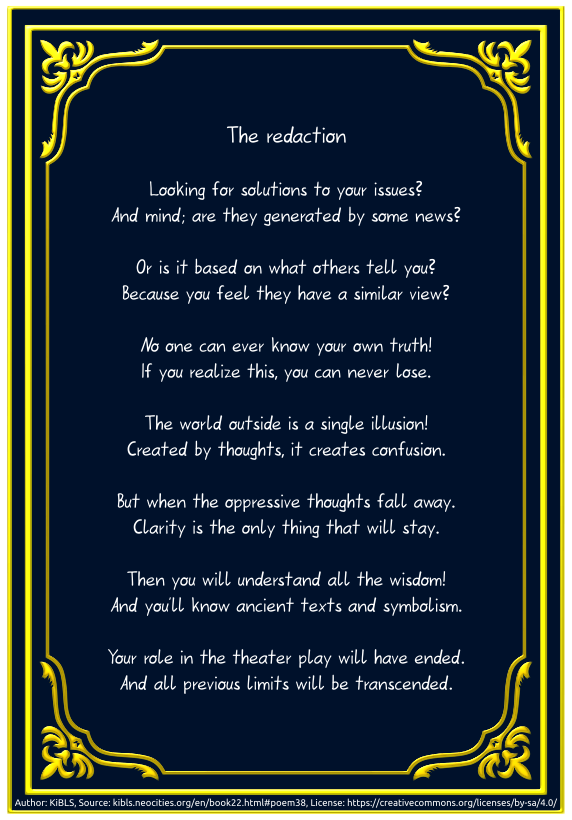 The redaction
Looking for solutions to your issues?
And mind; are they generated by some news?
Or is it based on what others tell you?
Because you feel they have a similar view?
No one can ever know your own truth!
If you realize this, you can never lose.
The world outside is a single illusion!
Created by thoughts, it creates confusion.
But when the oppressive thoughts fall away.
Clarity is the only thing that will stay.
Then you will understand all the wisdom!
And you'll know ancient texts and symbolism.
Your role in the theater play will have ended.
And all previous limits will be transcended.
Author: KiBLS, Source: kibls.neocities.org/en/book22.html#poem38, License: https://creativecommons.org/licenses/by-sa/4.0/